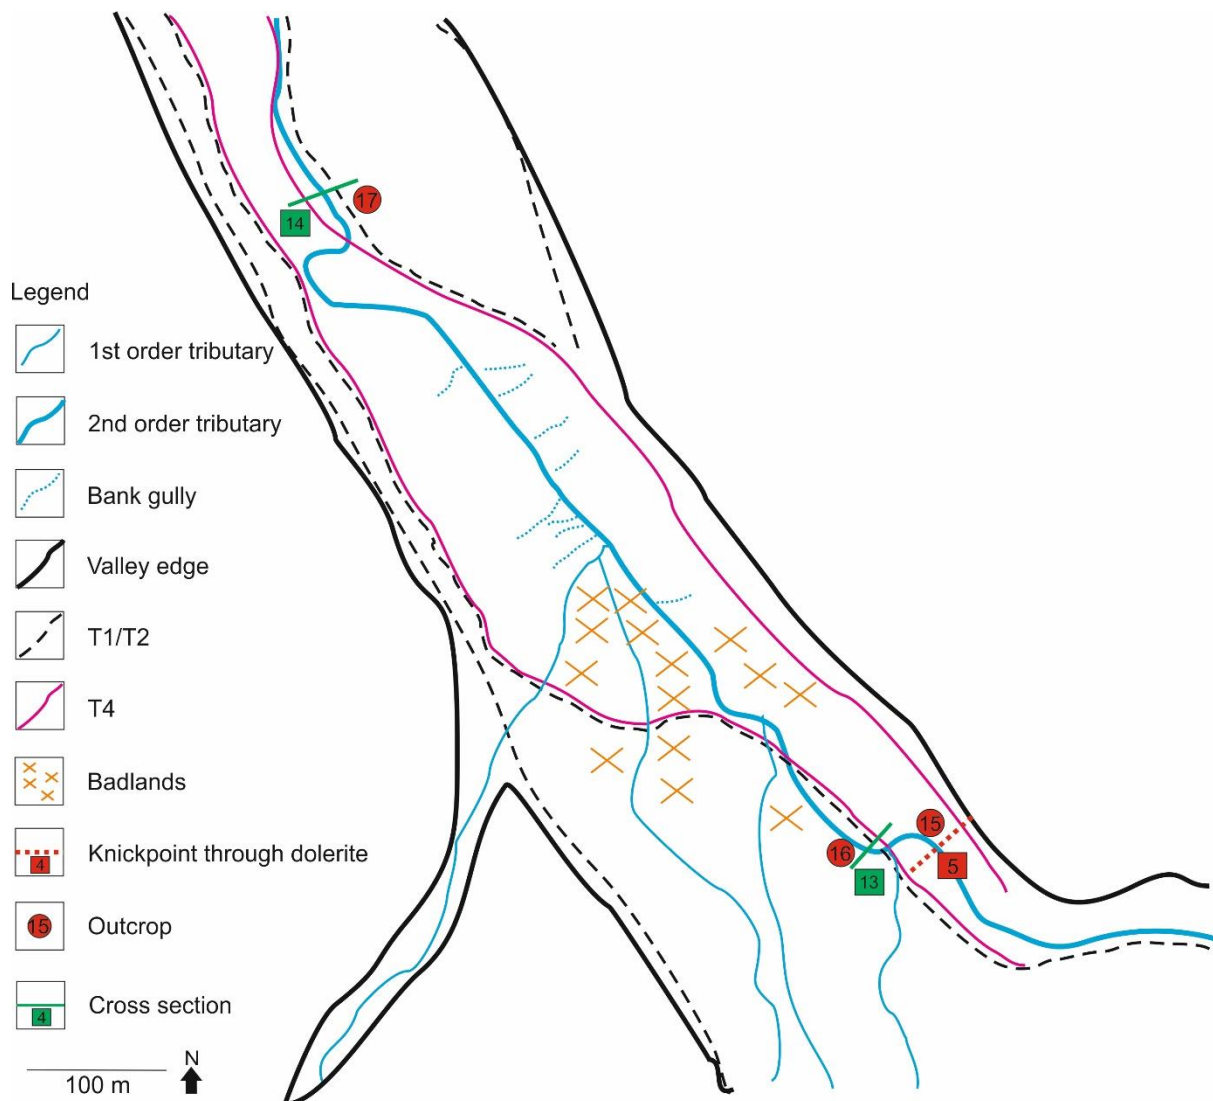 17
14
Legend
1st order tributary
2nd order tributary
Bank gully
Valley edge
T1/T2
T4
Badlands
4
Knickpoint through dolerite
15
Outcrop
4
Cross section
N
100 m
15
16
5
13